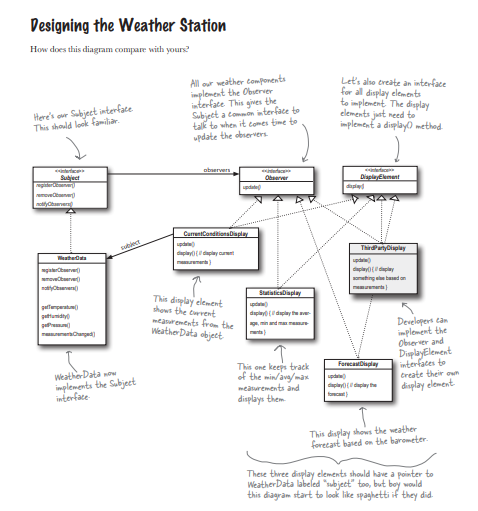 Designing the Weather Station
How does this diagram compare with yours?
Here's our Subject interface.
This should look familiar.
All our weather components
implement the Observer
interface. This gives the
Subject a common interface to
talk to when it comes time to
update the observers.
Let's also create an interface
for all display elements
to implement. The display
elements just need to
implement a display() method.
<<interface>>
Subject
registerObserver()
removeObserver()
notifyObservers()
observers
<<interface>>
Observer
update()
<<interface>>
DisplayElement
display()
WeatherData
registerObserver()
removeObserver()
notifyObservers()
getTemperature()
getHumidity()
getPressure()
measurementsChanged()
subject
CurrentConditionsDisplay
update()
display() { // display current
measurements }
ThirdPartyDisplay
update()
display() { // display
something else based on
measurements }
StatisticsDisplay
update()
display() { // display the aver-
age, min and max measure-
ments }
ForecastDisplay
update()
display() { // display the
forecast }
This display element
shows the current
measurements from the
WeatherData object.
Developers can
implement the
Observer and
DisplayElement
interfaces to
create their own
display element.
WeatherData now
implements the Subject
interface.
This one keeps track
of the min/avg/max
measurements and
displays them.
This display shows the weather
forecast based on the barometer.
These three display elements should have a pointer to
WeatherData labeled "subject" too, but boy would
this diagram start to look like spaghetti if they did.